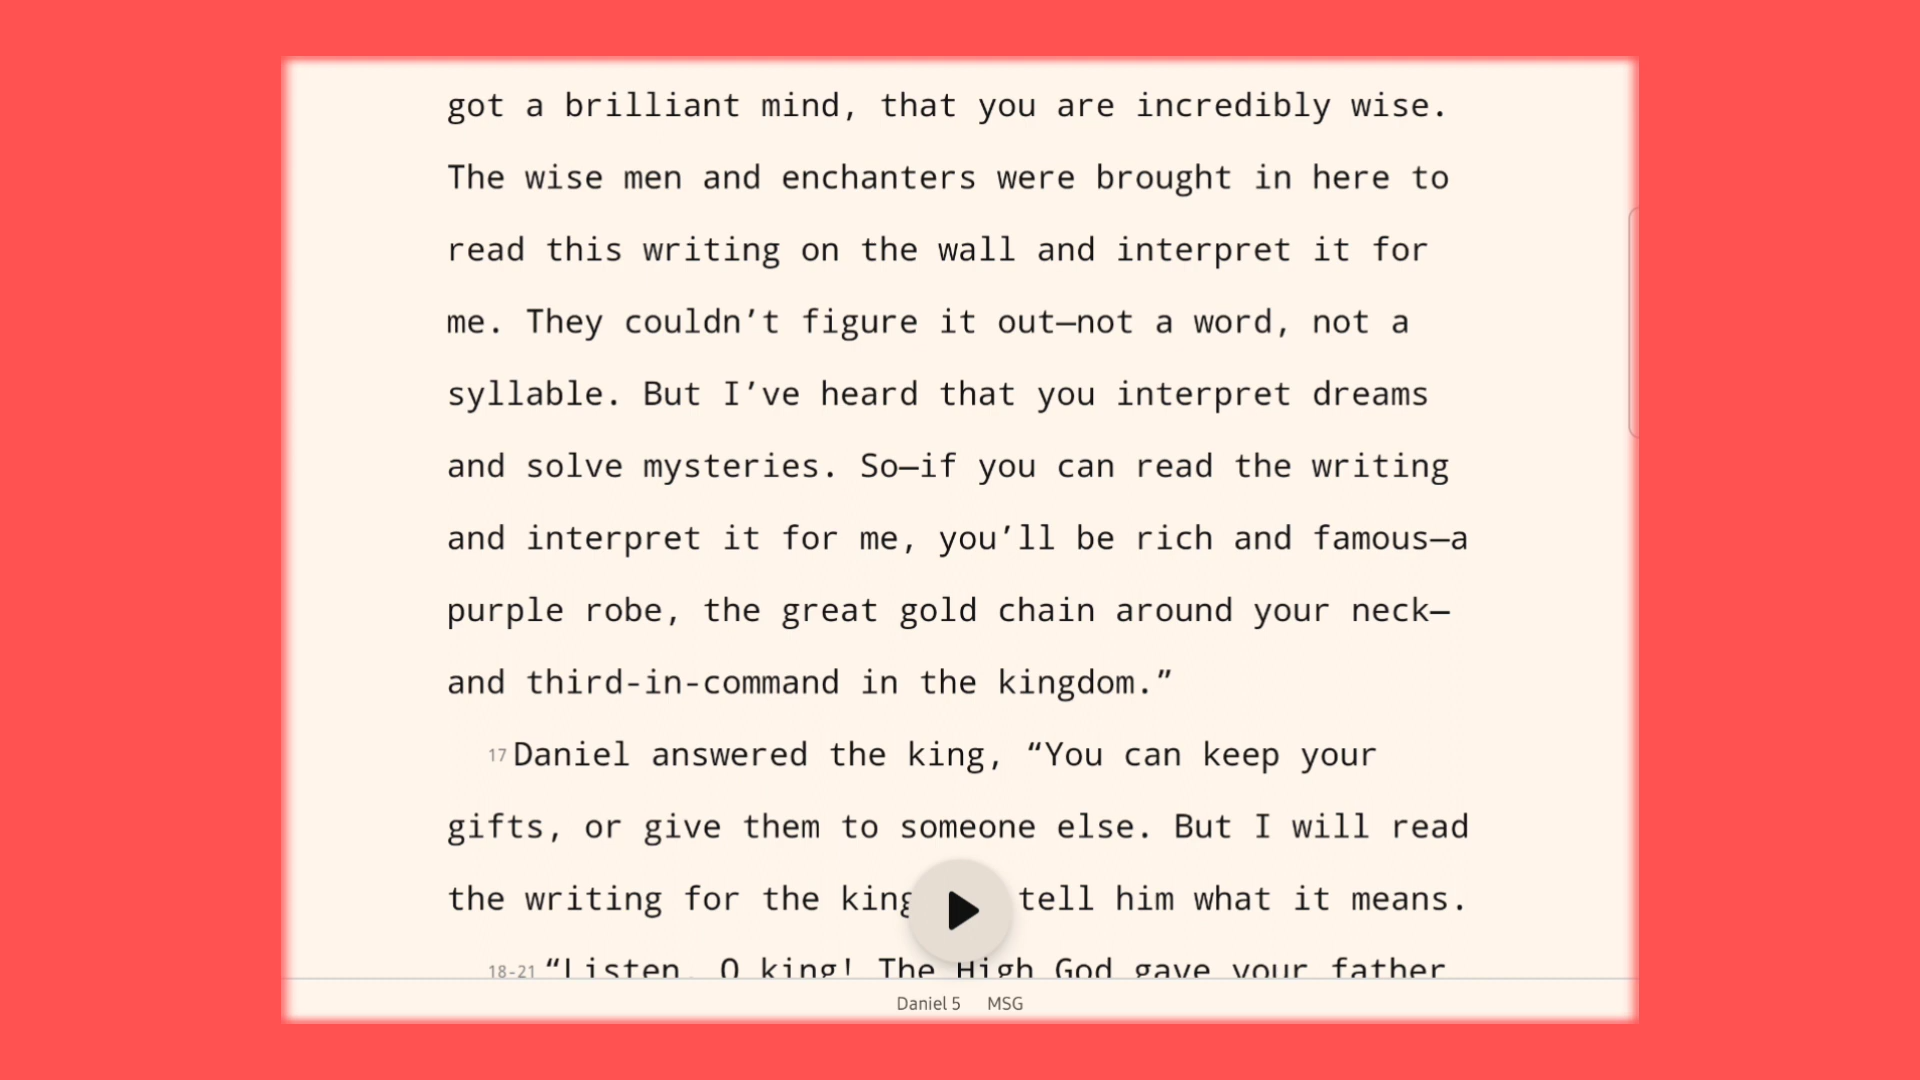 got a brilliant mind, that you are incredibly wise.
The wise men and enchanters were brought in here to
read this writing on the wall and interpret it for
me. They couldn’t figure it out—not a word, not a
syllable. But I’ve heard that you interpret dreams
and solve mysteries. So—if you can read the writing
and interpret it for me, you’ll be rich and famous—a
purple robe, the great gold chain around your neck—
and third-in-command in the kingdom.”
17 Daniel answered the king, “You can keep your
gifts, or give them to someone else. But I will read
the writing for the king tell him what it means.
18-21 “Listen, O king! The High God gave your father
Daniel 5 MSG